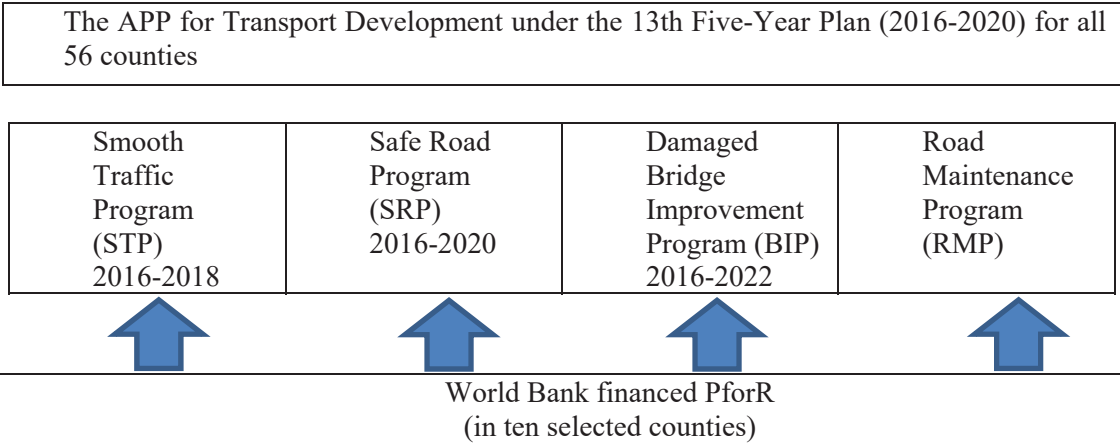 The APP for Transport Development under the 13th Five-Year Plan (2016-2020) for all
56 counties
Smooth
Traffic
Program
(STP)
2016-2018
Safe Road
Program
(SRP)
2016-2020
Damaged
Bridge
Improvement
Program (BIP)
2016-2022
Road
Maintenance
Program
(RMP)
World Bank financed PforR
(in ten selected counties)